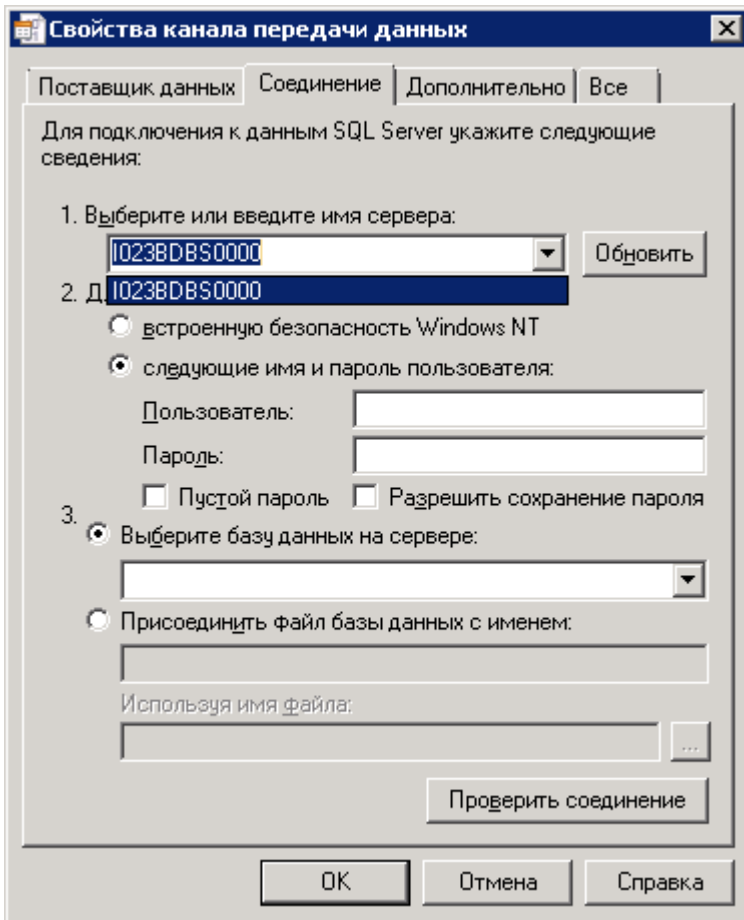 Свойства канала передачи данных
Поставщик данных Соединение Дополнительно Все
Для подключения к данным SQL Server укажите следующие
сведения:
1. Выберите или введите имя сервера:
I023BDBS0000 Обновить
2. Д I023BDBS0000
встроенную безопасность Windows NT
следующие имя и пароль пользователя:
Пользователь:
Пароль:
Пустой пароль Разрешить сохранение пароля
3.
Выберите базу данных на сервере:
Присоединить файл базы данных с именем:
Используя имя файла:
...
Проверить соединение
OK Отмена Справка